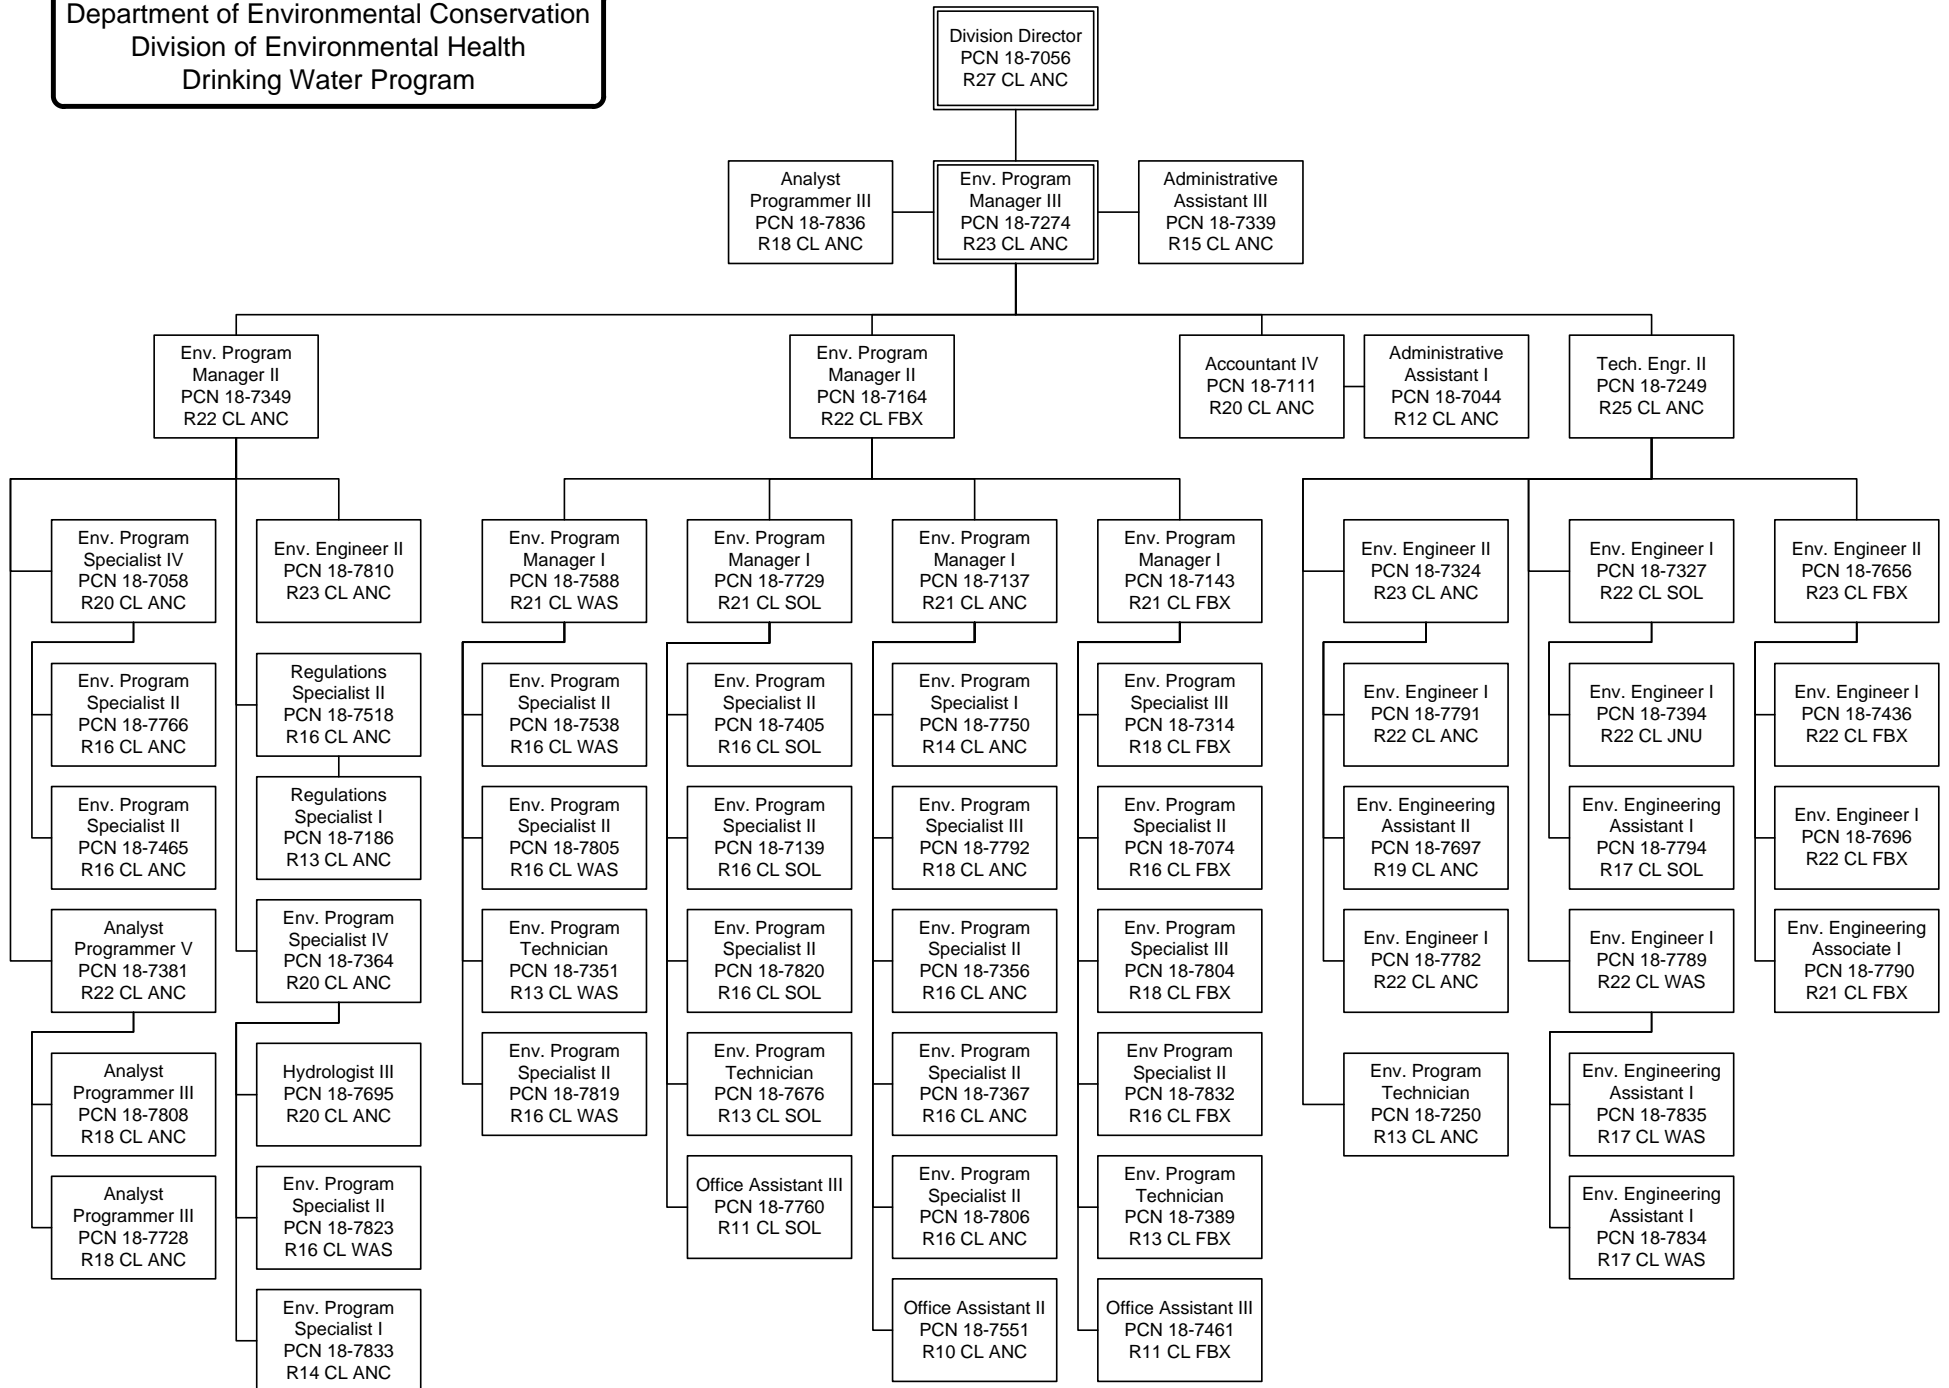 Department of Environmental Conservation
Division of Environmental Health
Drinking Water Program
Division Director
PCN 18-7056
R27 CL ANC
Analyst
Programmer III
PCN 18-7836
R18 CL ANC
Env. Program
Manager III
PCN 18-7274
R23 CL ANC
Administrative
Assistant III
PCN 18-7339
R15 CL ANC
Env. Program
Manager II
PCN 18-7349
R22 CL ANC
Env. Program
Manager II
PCN 18-7164
R22 CL FBX
Accountant IV
PCN 18-7111
R20 CL ANC
Administrative
Assistant I
PCN 18-7044
R12 CL ANC
Tech. Engr. II
PCN 18-7249
R25 CL ANC
Env. Program
Specialist IV
PCN 18-7058
R20 CL ANC
Env. Engineer II
PCN 18-7810
R23 CL ANC
Env. Program
Manager I
PCN 18-7588
R21 CL WAS
Env. Program
Manager I
PCN 18-7729
R21 CL SOL
Env. Program
Manager I
PCN 18-7137
R21 CL ANC
Env. Program
Manager I
PCN 18-7143
R21 CL FBX
Env. Engineer II
PCN 18-7324
R23 CL ANC
Env. Engineer I
PCN 18-7327
R22 CL SOL
Env. Engineer II
PCN 18-7656
R23 CL FBX
Env. Program
Specialist II
PCN 18-7766
R16 CL ANC
Regulations
Specialist II
PCN 18-7518
R16 CL ANC
Env. Program
Specialist II
PCN 18-7538
R16 CL WAS
Env. Program
Specialist II
PCN 18-7405
R16 CL SOL
Env. Program
Specialist I
PCN 18-7750
R14 CL ANC
Env. Program
Specialist III
PCN 18-7314
R18 CL FBX
Env. Engineer I
PCN 18-7791
R22 CL ANC
Env. Engineer I
PCN 18-7394
R22 CL JNU
Env. Engineer I
PCN 18-7436
R22 CL FBX
Env. Program
Specialist II
PCN 18-7465
R16 CL ANC
Regulations
Specialist I
PCN 18-7186
R13 CL ANC
Env. Program
Specialist II
PCN 18-7805
R16 CL WAS
Env. Program
Specialist II
PCN 18-7139
R16 CL SOL
Env. Program
Specialist III
PCN 18-7792
R18 CL ANC
Env. Program
Specialist II
PCN 18-7074
R16 CL FBX
Env. Engineering
Assistant II
PCN 18-7697
R19 CL ANC
Env. Engineering
Assistant I
PCN 18-7794
R17 CL SOL
Env. Engineer I
PCN 18-7696
R22 CL FBX
Analyst
Programmer V
PCN 18-7381
R22 CL ANC
Env. Program
Specialist IV
PCN 18-7364
R20 CL ANC
Env. Program
Technician
PCN 18-7351
R13 CL WAS
Env. Program
Specialist II
PCN 18-7820
R16 CL SOL
Env. Program
Specialist II
PCN 18-7356
R16 CL ANC
Env. Program
Specialist III
PCN 18-7804
R18 CL FBX
Env. Engineer I
PCN 18-7782
R22 CL ANC
Env. Engineer I
PCN 18-7789
R22 CL WAS
Env. Engineering
Associate I
PCN 18-7790
R21 CL FBX
Analyst
Programmer III
PCN 18-7808
R18 CL ANC
Hydrologist III
PCN 18-7695
R20 CL ANC
Env. Program
Specialist II
PCN 18-7819
R16 CL WAS
Env. Program
Technician
PCN 18-7676
R13 CL SOL
Env. Program
Specialist II
PCN 18-7367
R16 CL ANC
Env Program
Specialist II
PCN 18-7832
R16 CL FBX
Env. Program
Technician
PCN 18-7250
R13 CL ANC
Env. Engineering
Assistant I
PCN 18-7835
R17 CL WAS
Analyst
Programmer III
PCN 18-7728
R18 CL ANC
Env. Program
Specialist II
PCN 18-7823
R16 CL WAS
Office Assistant III
PCN 18-7760
R11 CL SOL
Env. Program
Specialist II
PCN 18-7806
R16 CL ANC
Env. Program
Technician
PCN 18-7389
R13 CL FBX
Env. Engineering
Assistant I
PCN 18-7834
R17 CL WAS
Env. Program
Specialist I
PCN 18-7833
R14 CL ANC
Office Assistant II
PCN 18-7551
R10 CL ANC
Office Assistant III
PCN 18-7461
R11 CL FBX